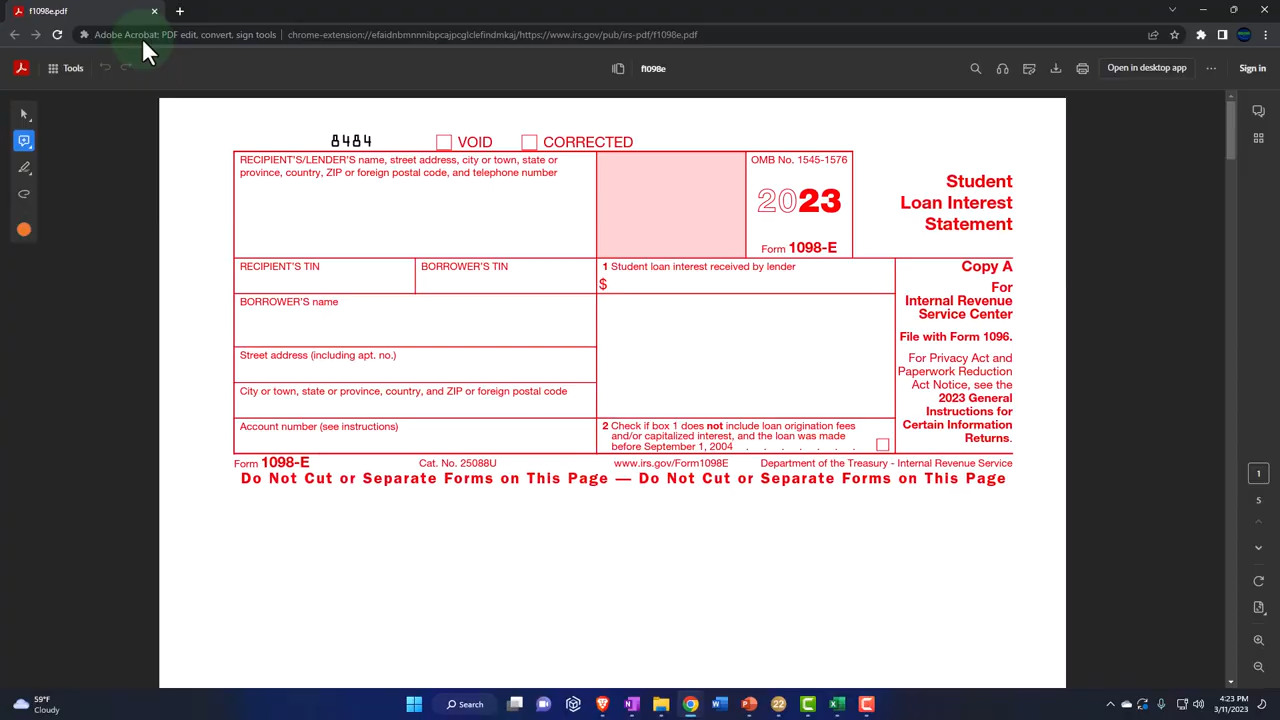 f1098e.pdf
Adobe Acrobat: PDF edit, convert, sign tools | chrome-extension://efaidnbmnnnibpcajpcglclefindmkaj/https://www.irs.gov/pub/irs-pdf/f1098e.pdf
Tools
f1098e
Open in desktop app
Sign in
8484
VOID
CORRECTED
RECIPIENT'S/LENDER'S name, street address, city or town, state or
province, country, ZIP or foreign postal code, and telephone number
OMB No. 1545-1576
2023
Form 1098-E
Student
Loan Interest
Statement
RECIPIENT'S TIN
BORROWER'S TIN
1 Student loan interest received by lender
$
Copy A
For
Internal Revenue
Service Center
File with Form 1096.
For Privacy Act and
Paperwork Reduction
Act Notice, see the
2023 General
Instructions for
Certain Information
Returns.
BORROWER'S name
Street address (including apt. no.)
City or town, state or province, country, and ZIP or foreign postal code
Account number (see instructions)
2 Check if box 1 does not include loan origination fees
and/or capitalized interest, and the loan was made
before September 1, 2004 . . . . . . .
Form 1098-E
Cat. No. 25088U
www.irs.gov/Form1098E
Department of the Treasury - Internal Revenue Service
Do Not Cut or Separate Forms on This Page — Do Not Cut or Separate Forms on This Page
1
5
59°F
Cloudy
Search
22
4:23 PM
3/11/2023